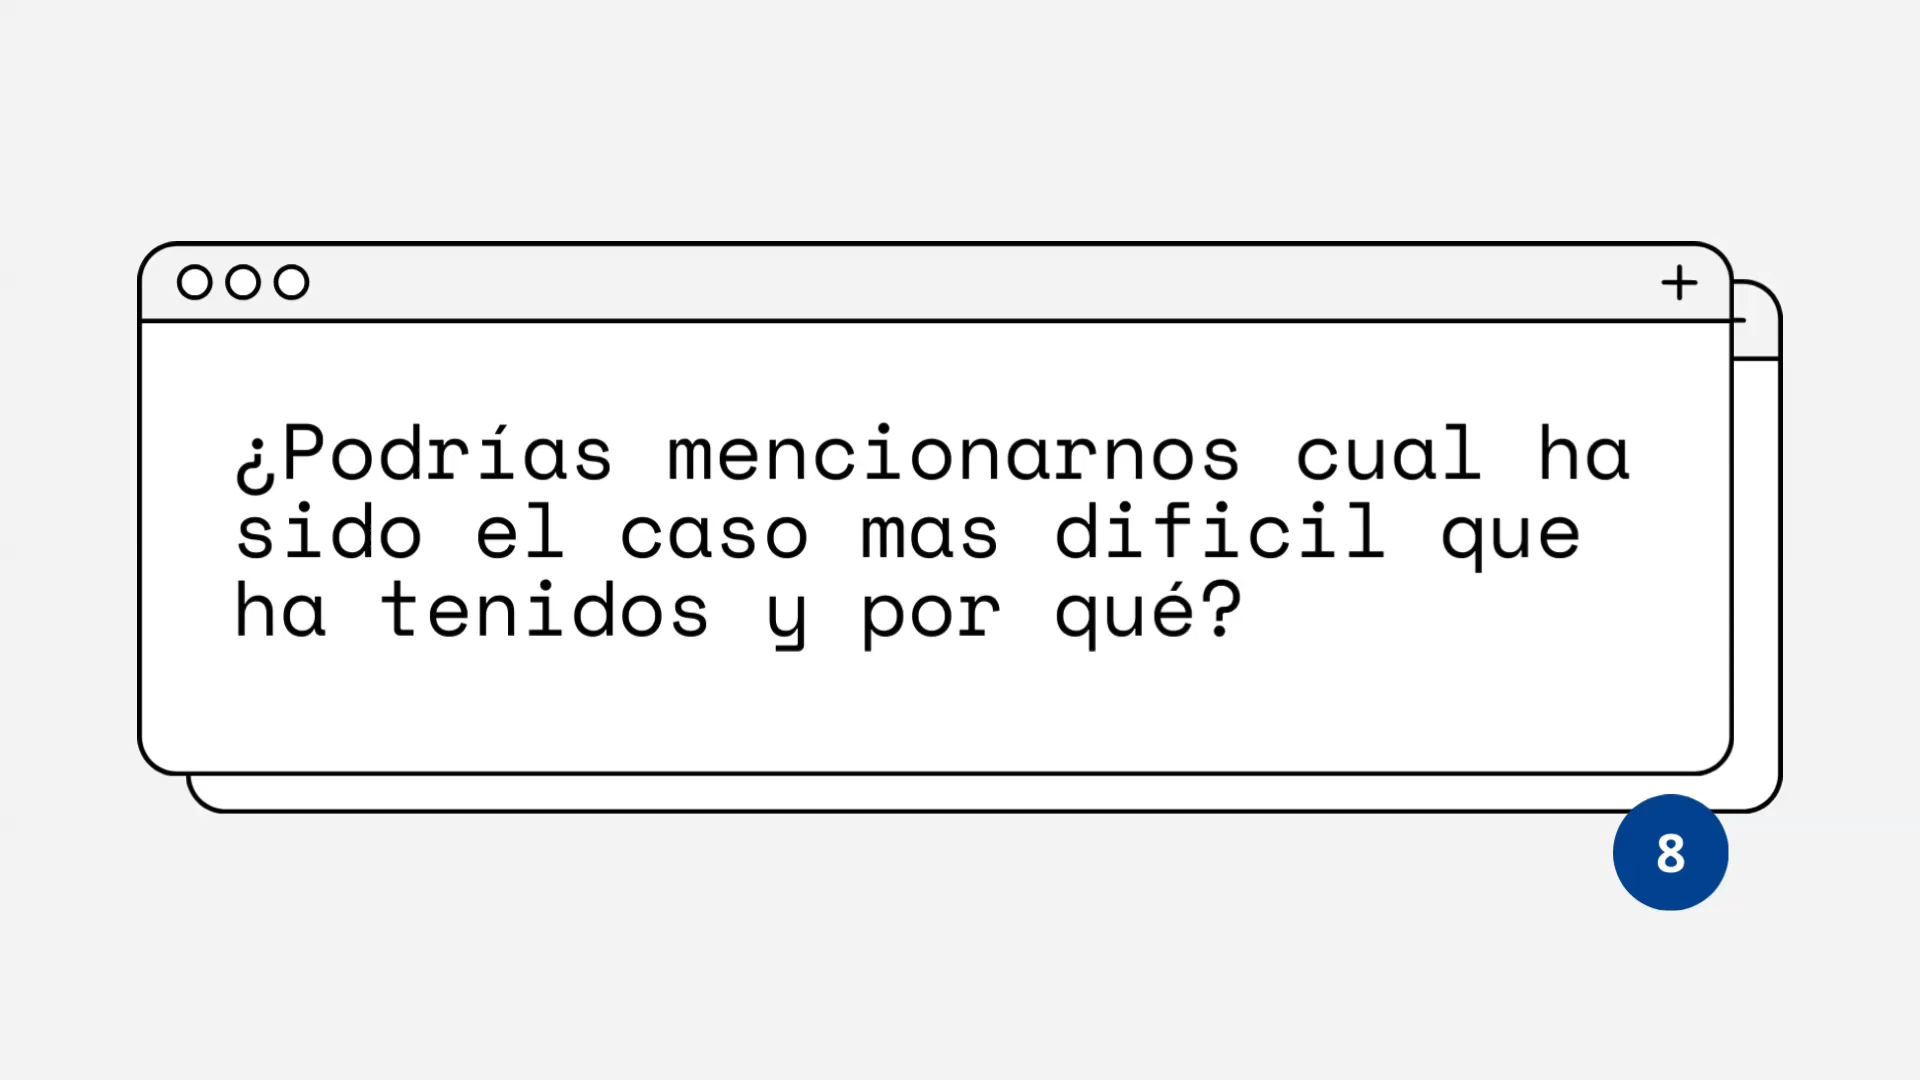 ¿Podrías mencionarnos cual ha
sido el caso mas dificil que
ha tenidos y por qué?
8